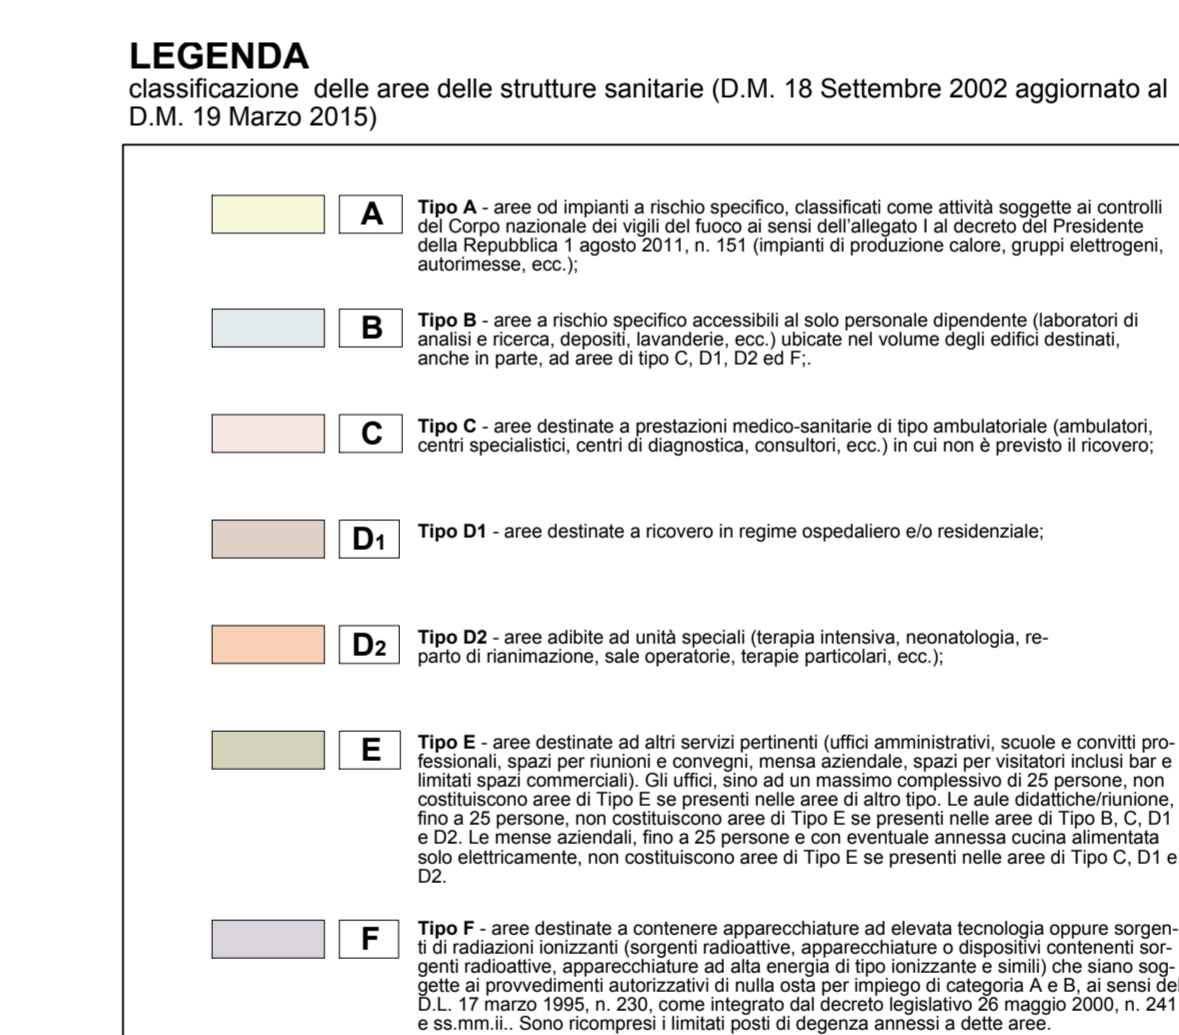 LEGENDA
classificazione  delle aree delle strutture sanitarie (D.M. 18 Settembre 2002 aggiornato al
D.M. 19 Marzo 2015)
A
Tipo A - aree od impianti a rischio specifico, classificati come attività soggette ai controlli
del Corpo nazionale dei vigili del fuoco ai sensi dell'allegato I al decreto del Presidente
della Repubblica 1 agosto 2011, n. 151 (impianti di produzione calore, gruppi elettrogeni,
autorimesse, ecc.);
B
Tipo B - aree a rischio specifico accessibili al solo personale dipendente (laboratori di
analisi e ricerca, depositi, lavanderie, ecc.) ubicate nel volume degli edifici destinati,
anche in parte, ad aree di tipo C, D1, D2 ed F;.
C
Tipo C - aree destinate a prestazioni medico-sanitarie di tipo ambulatoriale (ambulatori,
centri specialistici, centri di diagnostica, consultori, ecc.) in cui non è previsto il ricovero;
D1
Tipo D1 - aree destinate a ricovero in regime ospedaliero e/o residenziale;
D2
Tipo D2 - aree adibite ad unità speciali (terapia intensiva, neonatologia, re-
parto di rianimazione, sale operatorie, terapie particolari, ecc.);
E
Tipo E - aree destinate ad altri servizi pertinenti (uffici amministrativi, scuole e convitti pro-
fessionali, spazi per riunioni e convegni, mensa aziendale, spazi per visitatori inclusi bar e
limitati spazi commerciali). Gli uffici, sino ad un massimo complessivo di 25 persone, non
costituiscono aree di Tipo E se presenti nelle aree di altro tipo. Le aule didattiche/riunione,
fino a 25 persone, non costituiscono aree di Tipo E se presenti nelle aree di Tipo B, C, D1
e D2. Le mense aziendali, fino a 25 persone e con eventuale annessa cucina alimentata
solo elettricamente, non costituiscono aree di Tipo E se presenti nelle aree di Tipo C, D1 e
D2.
F
Tipo F - aree destinate a contenere apparecchiature ad elevata tecnologia oppure sorgen-
ti di radiazioni ionizzanti (sorgenti radioattive, apparecchiature o dispositivi contenenti sor-
genti radioattive, apparecchiature ad alta energia di tipo ionizzante e simili) che siano sog-
gette ai provvedimenti autorizzativi di nulla osta per impiego di categoria A e B, ai sensi del
D.L. 17 marzo 1995, n. 230, come integrato dal decreto legislativo 26 maggio 2000, n. 241
e ss.mm.ii.. Sono ricompresi i limitati posti di degenza annessi a dette aree.